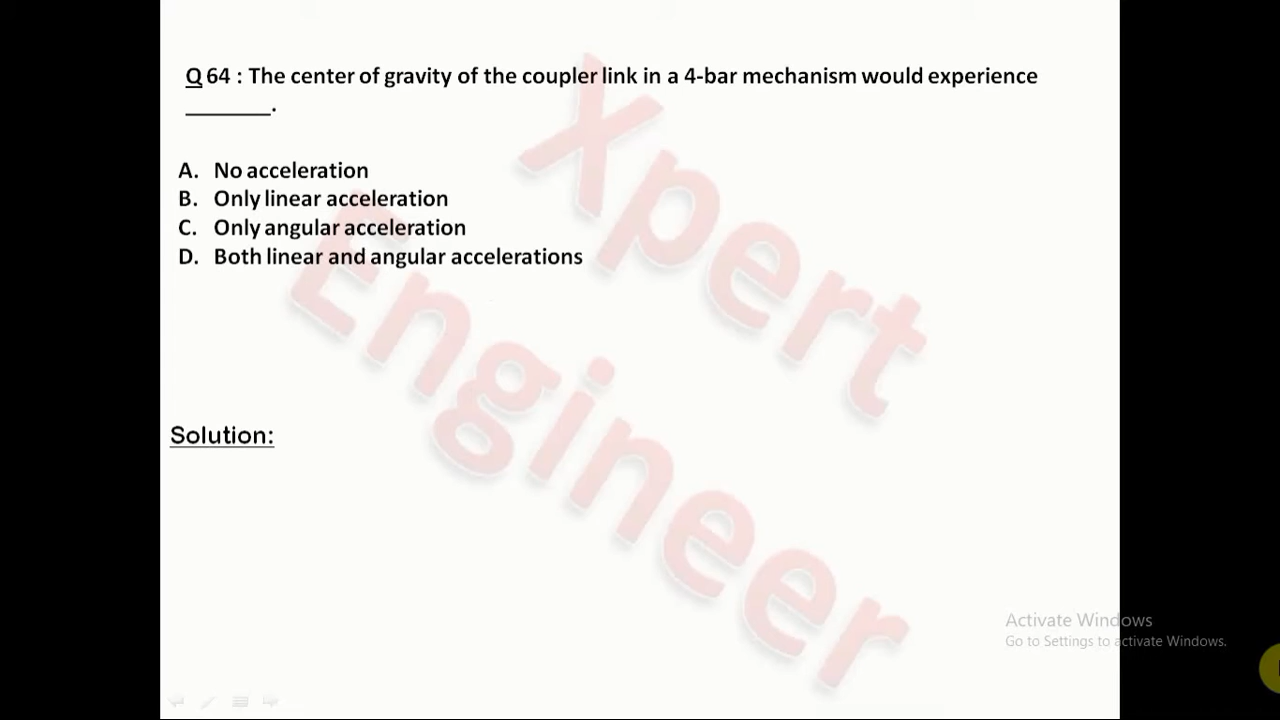 Q 64 : The center of gravity of the coupler link in a 4-bar mechanism would experience
_______.
A. No acceleration
B. Only linear acceleration
C. Only angular acceleration
D. Both linear and angular accelerations
Xpert
Engineer
Solution:
Activate Windows
Go to Settings to activate Windows.